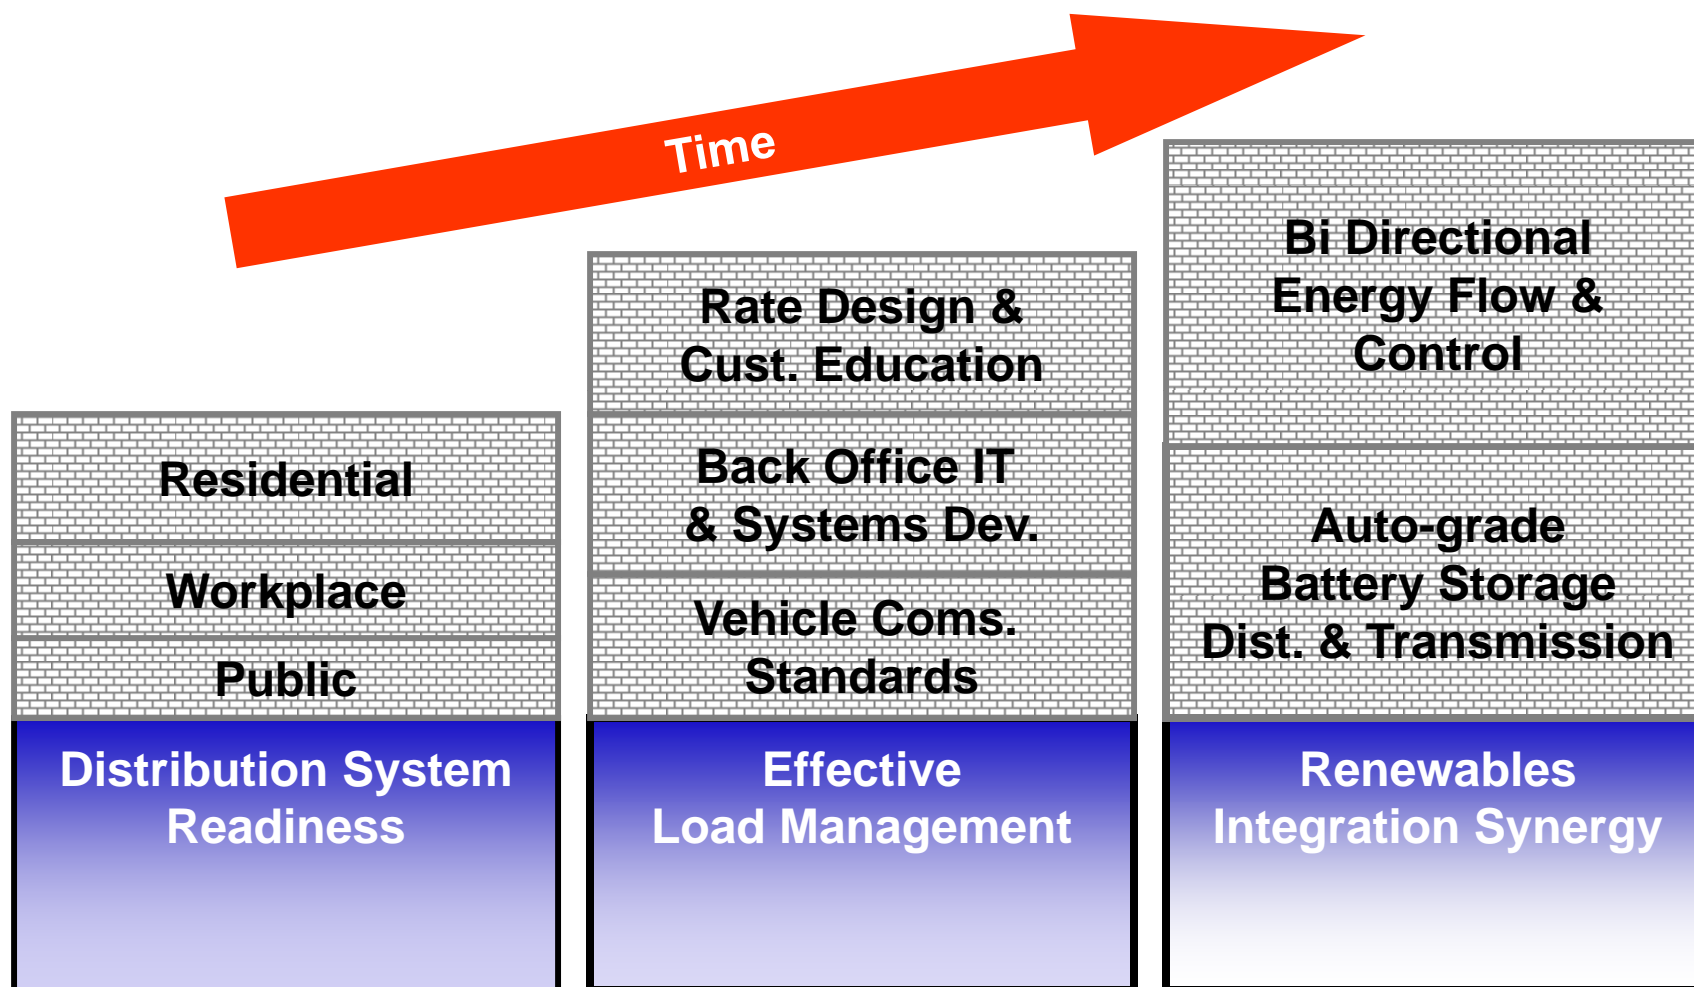 Time
Residential
Workplace
Public
Distribution System
Readiness
Rate Design &
Cust. Education
Back Office IT
& Systems Dev.
Vehicle Coms.
Standards
Effective
Load Management
Bi Directional
Energy Flow &
Control
Auto-grade
Battery Storage
Dist. & Transmission
Renewables
Integration Synergy